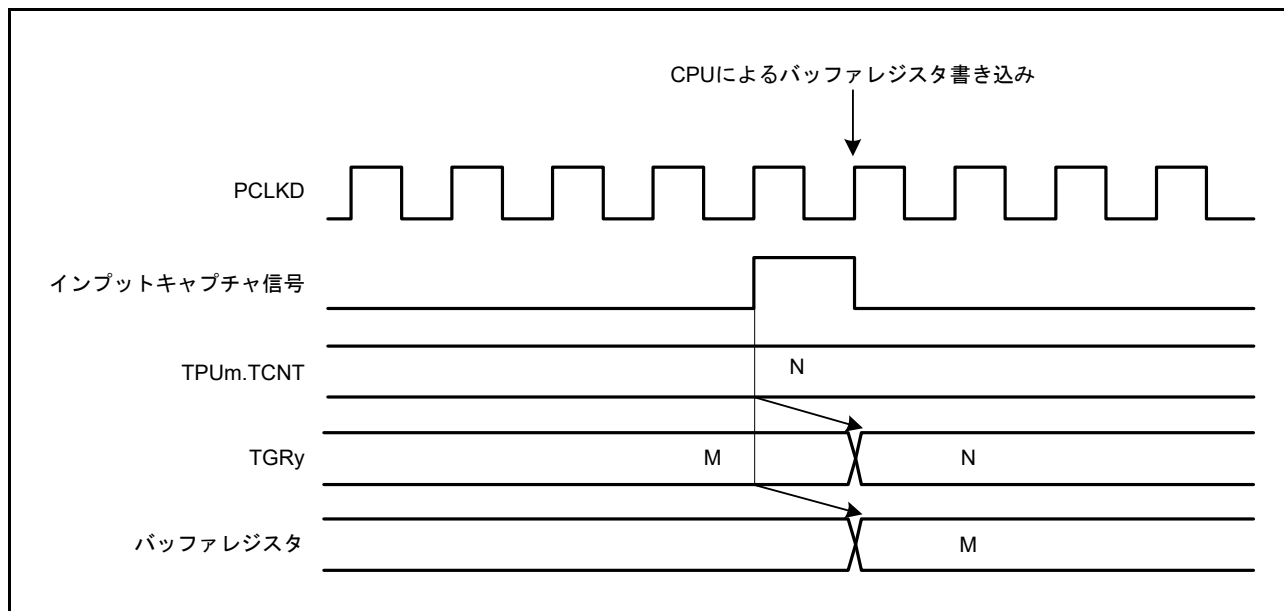 CPUによるバッファレジスタ書き込み
PCLKD
インプットキャプチャ信号
TPUm.TCNT
N
TGRy
M
N
バッファレジスタ
M